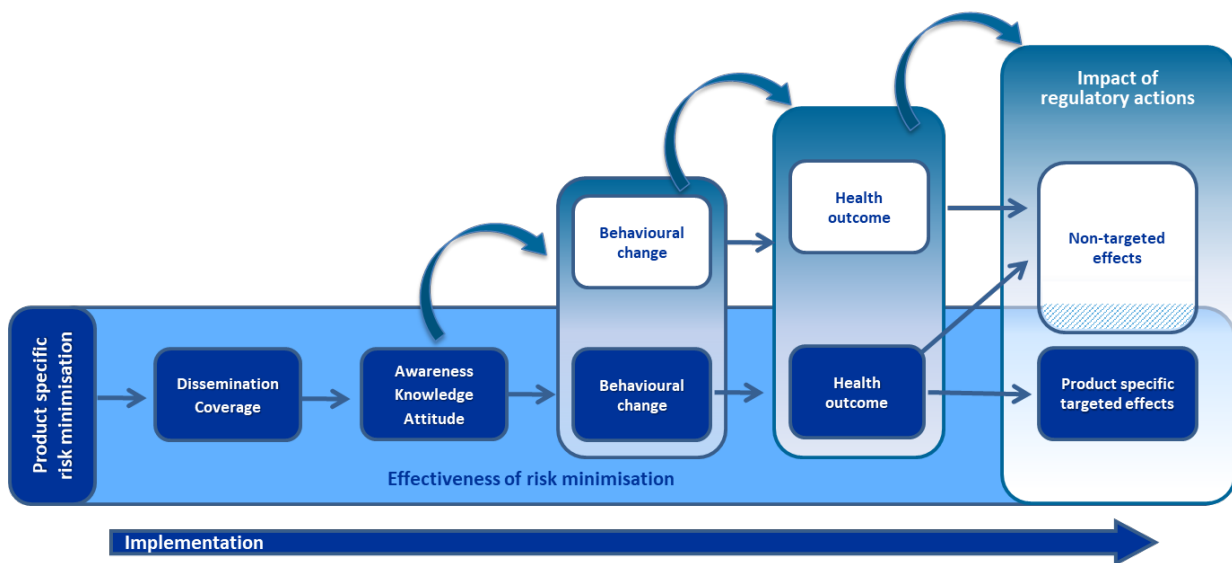 Impact of
regulatory actions
Health
outcome
Behavioural
change
Non-targeted
effects
Product specific
risk minimisation
Dissemination
Coverage
Awareness
Knowledge
Attitude
Behavioural
change
Health
outcome
Product specific
targeted effects
Effectiveness of risk minimisation
Implementation